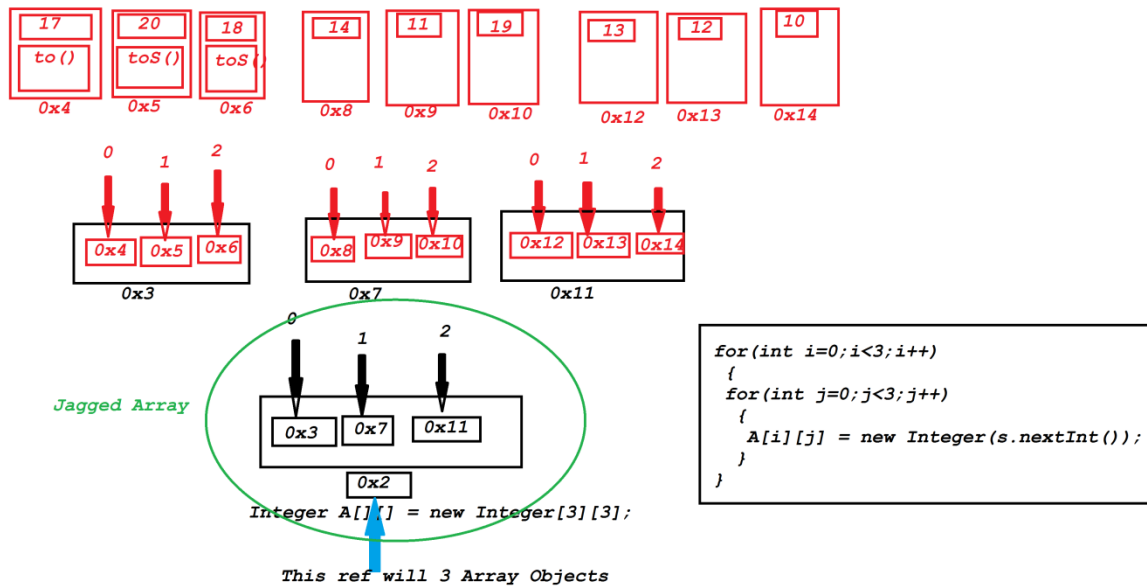 17 20 18 14 11 19 13 12 10
to() toS() toS()
0x4 0x5 0x6 0x8 0x9 0x10 0x12 0x13 0x14
0 1 2 0 1 2 0 1 2
0x4 0x5 0x6 0x8 0x9 0x10 0x12 0x13 0x14
0x3 0x7 0x11
0 1 2
Jagged Array
0x3 0x7 0x11
0x2
Integer A[][] = new Integer[3][3];
This ref will 3 Array Objects
for(int i=0;i<3;i++)
{
for(int j=0;j<3;j++)
{
A[i][j] = new Integer(s.nextInt());
}
}